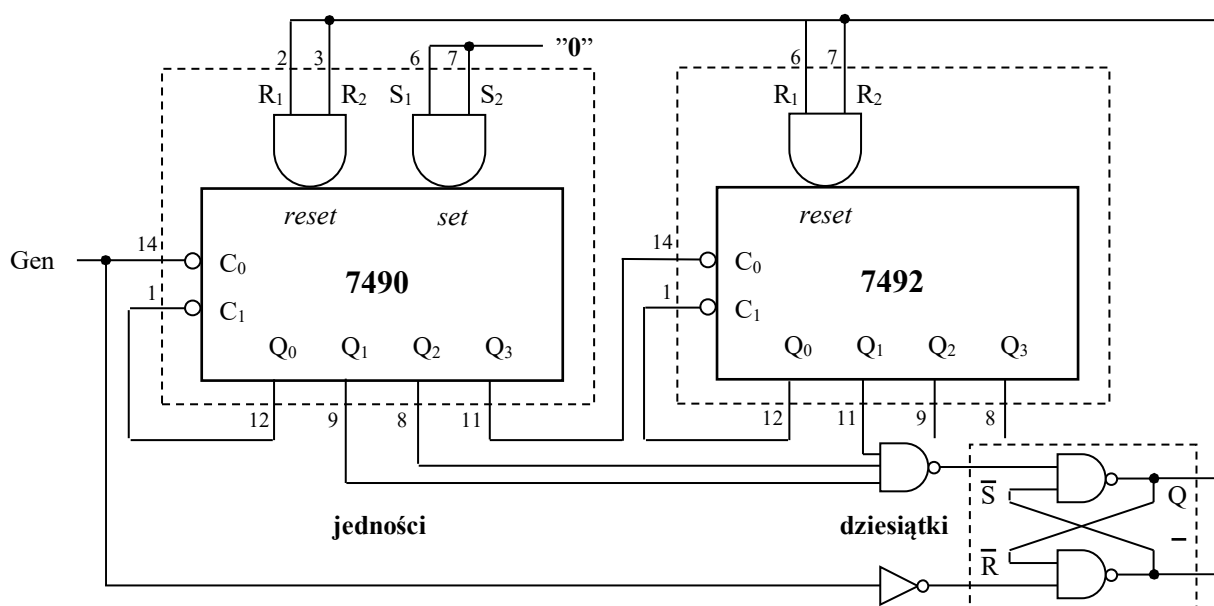 ”0”
2 3 6 7 6 7
R₁ R₂ S₁ S₂ R₁ R₂
reset set reset
Gen 14 C₀ 7490 14 C₀ 7492
1 C₁ 1 C₁
Q₀ Q₁ Q₂ Q₃ Q₀ Q₁ Q₂ Q₃
12 9 8 11 12 11 9 8
S̅ Q
jedności dziesiątki
R̅